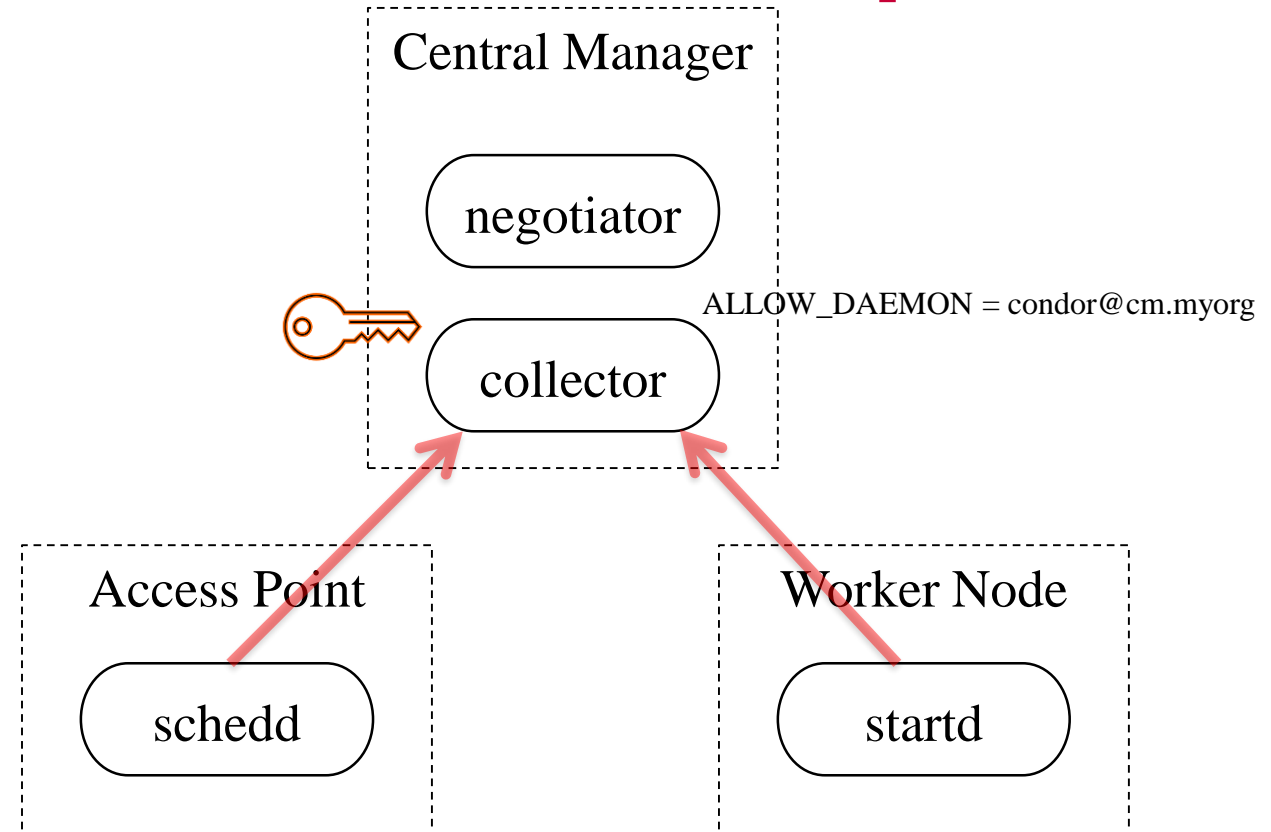 Central Manager
negotiator
ALLOW_DAEMON = condor@cm.myorg
collector
Access Point
Worker Node
schedd
startd